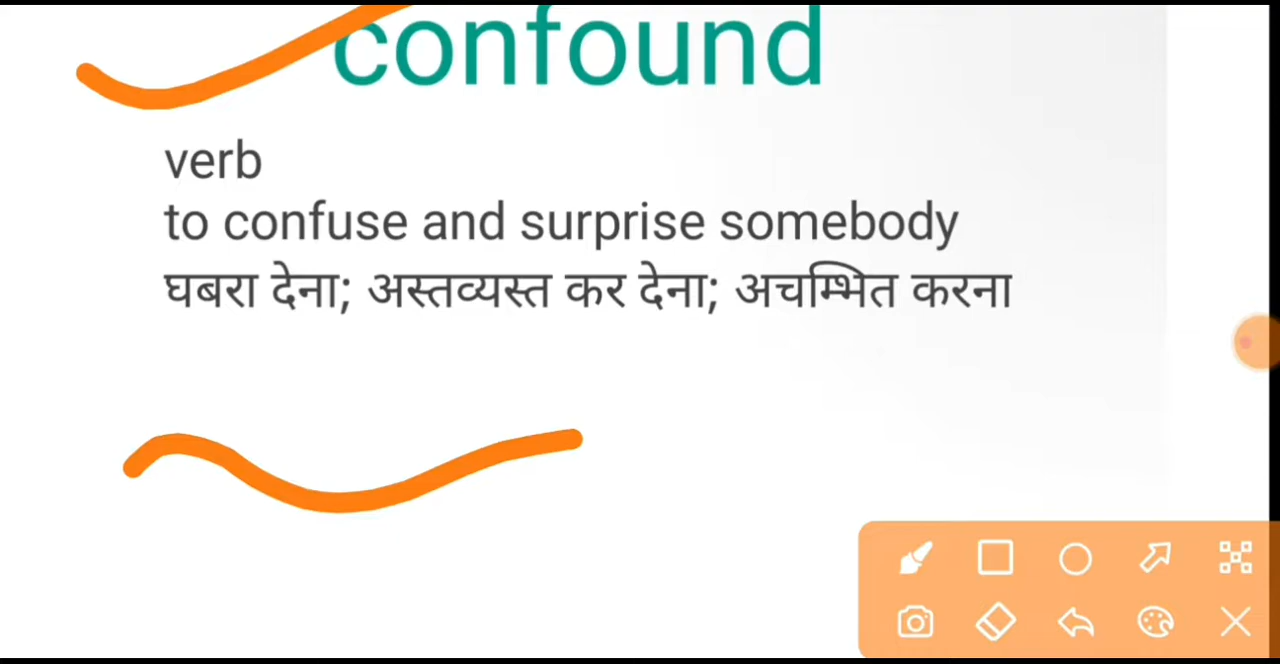 confound
verb
to confuse and surprise somebody
घबरा देना; अस्तव्यस्त कर देना; अचम्भित करना